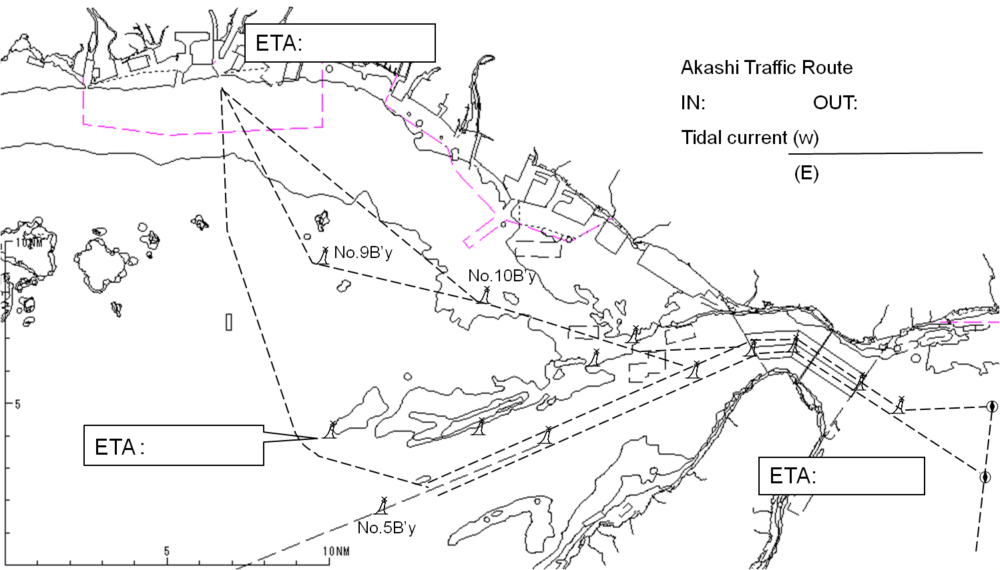 ETA:
Akashi Traffic Route
IN: OUT:
Tidal current (w)
(E)
10NM
No.9B'y
No.10B'y
5
ETA :
ETA:
No.5B'y
5
10NM